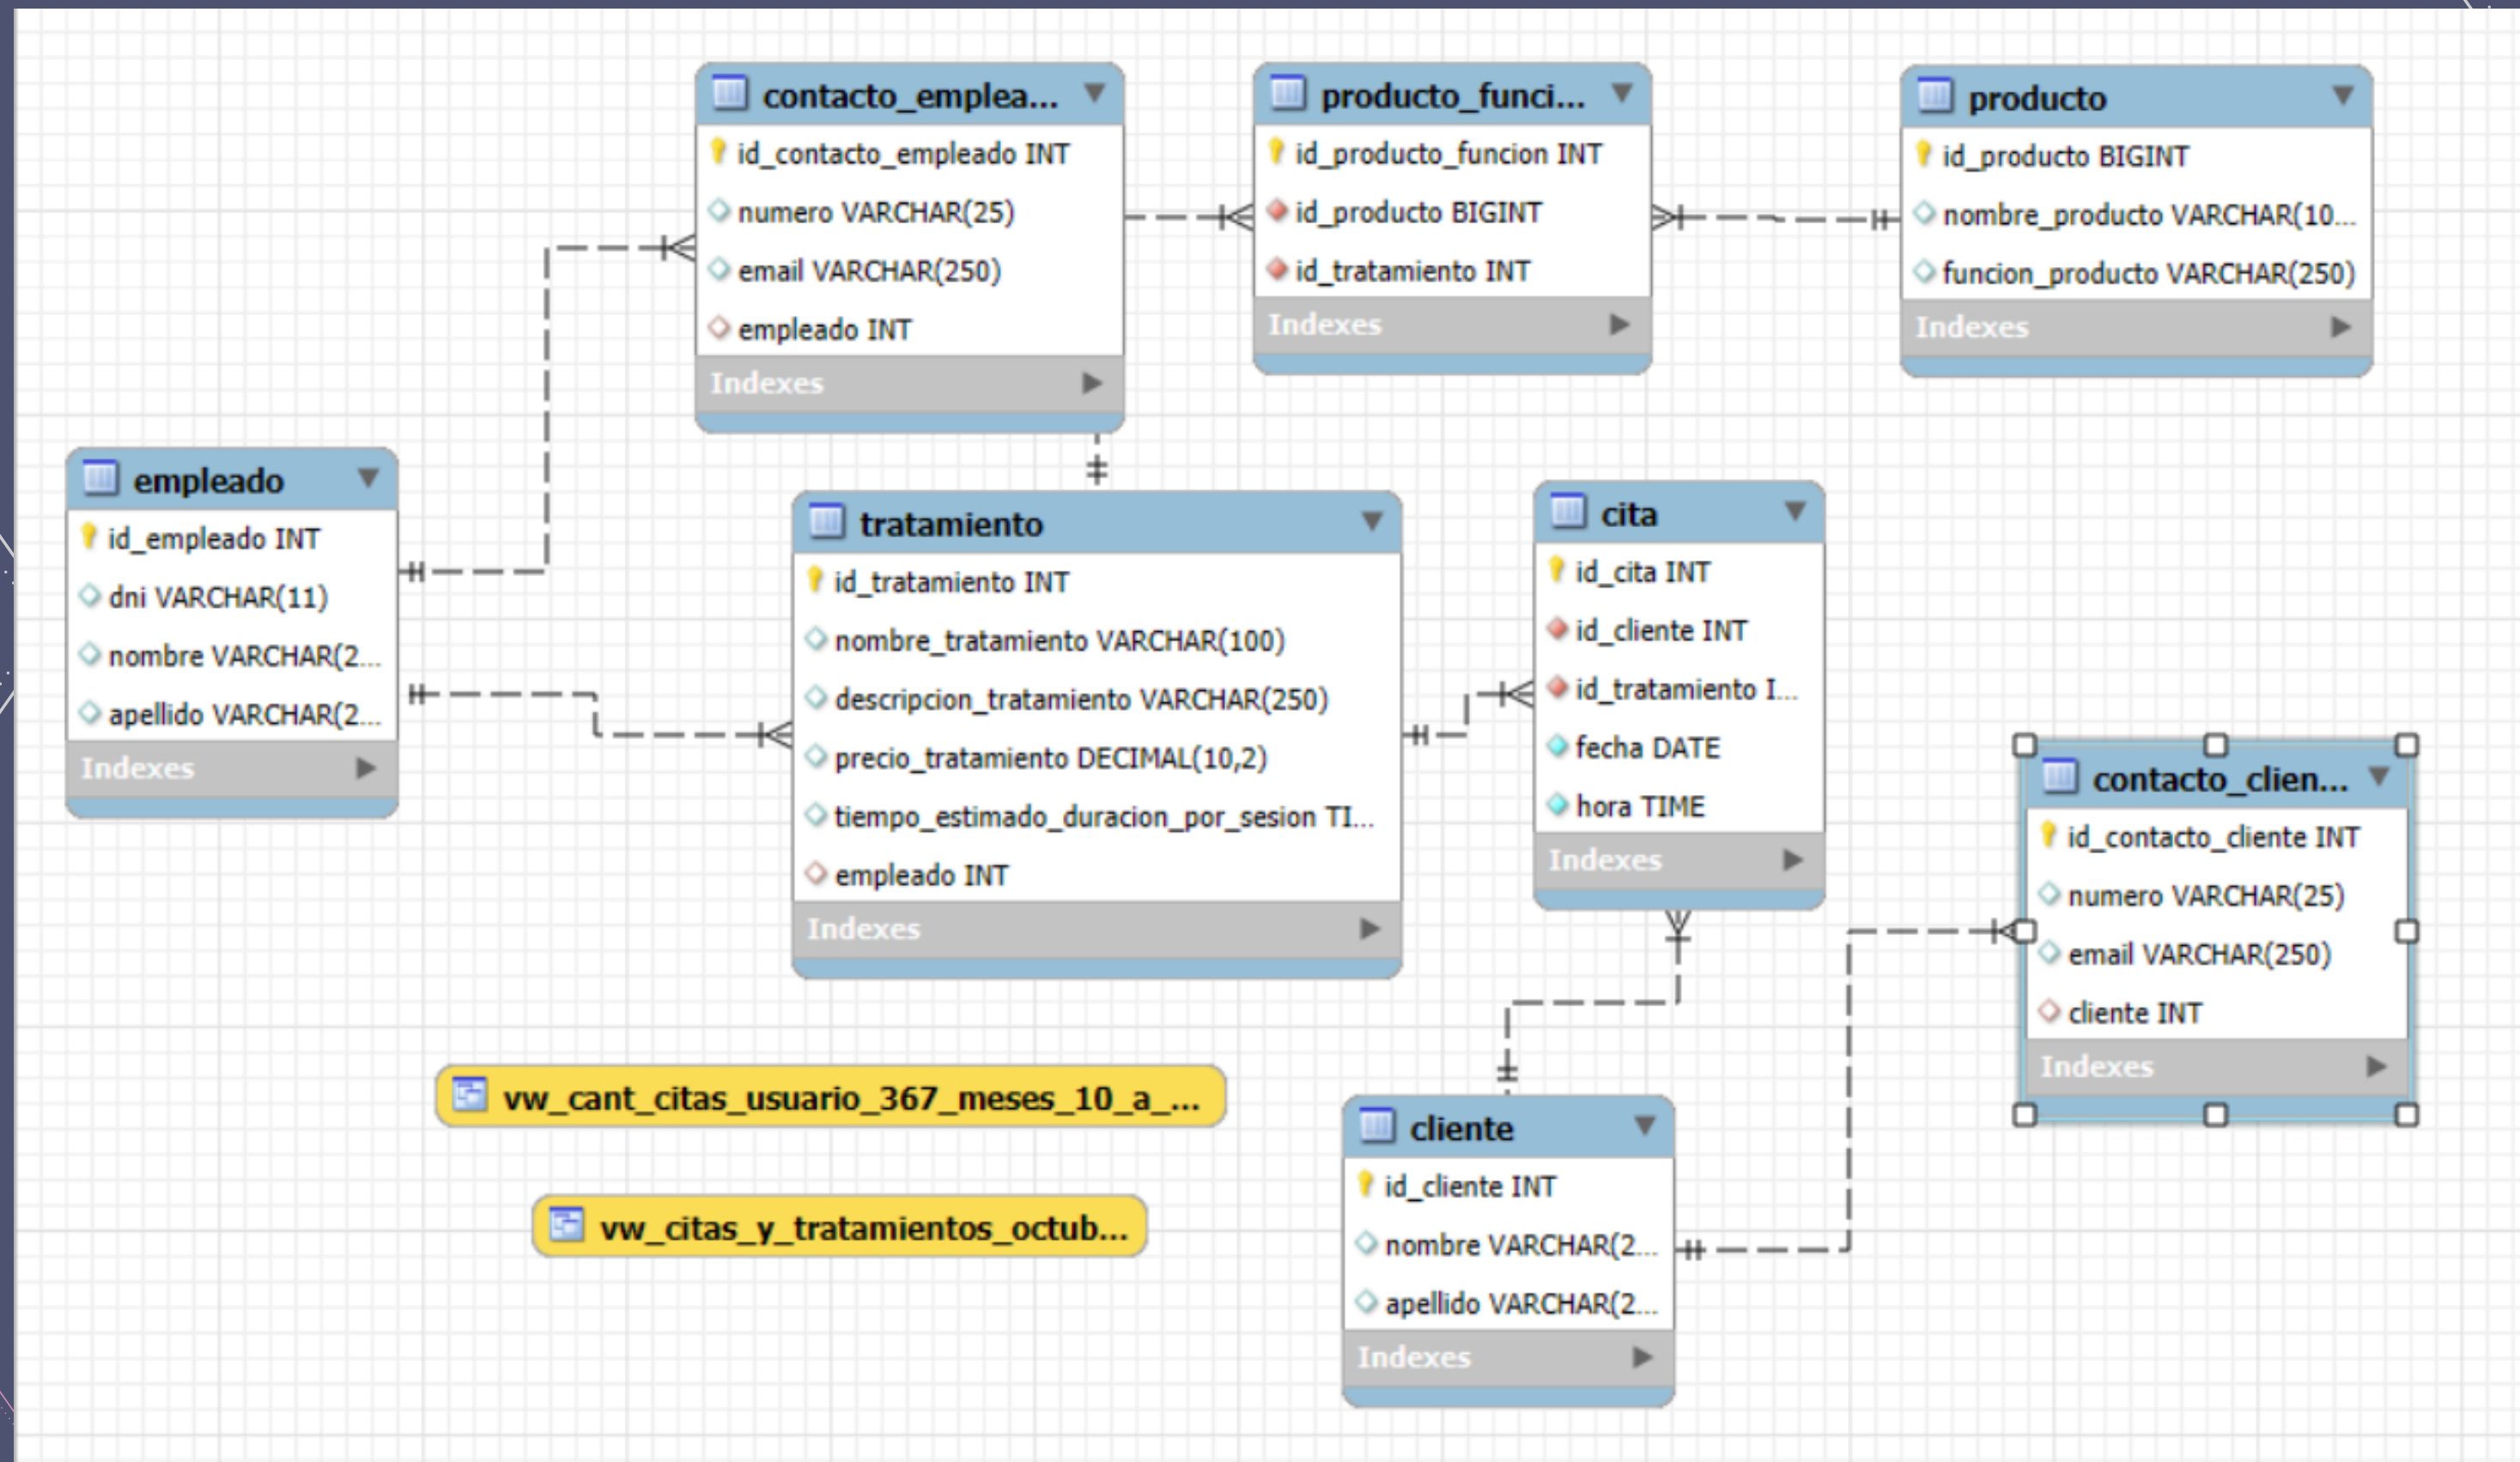 contacto_emplea...
id_contacto_empleado INT
numero VARCHAR(25)
email VARCHAR(250)
empleado INT
Indexes
producto_funci...
id_producto_funcion INT
id_producto BIGINT
id_tratamiento INT
Indexes
producto
id_producto BIGINT
nombre_producto VARCHAR(10...
funcion_producto VARCHAR(250)
Indexes
empleado
id_empleado INT
dni VARCHAR(11)
nombre VARCHAR(2...
apellido VARCHAR(2...
Indexes
tratamiento
id_tratamiento INT
nombre_tratamiento VARCHAR(100)
descripcion_tratamiento VARCHAR(250)
precio_tratamiento DECIMAL(10,2)
tiempo_estimado_duracion_por_sesion TI...
empleado INT
Indexes
cita
id_cita INT
id_cliente INT
id_tratamiento I...
fecha DATE
hora TIME
Indexes
contacto_clien...
id_contacto_cliente INT
numero VARCHAR(25)
email VARCHAR(250)
cliente INT
Indexes
vw_cant_citas_usuario_367_meses_10_a_...
vw_citas_y_tratamientos_octub...
cliente
id_cliente INT
nombre VARCHAR(2...
apellido VARCHAR(2...
Indexes